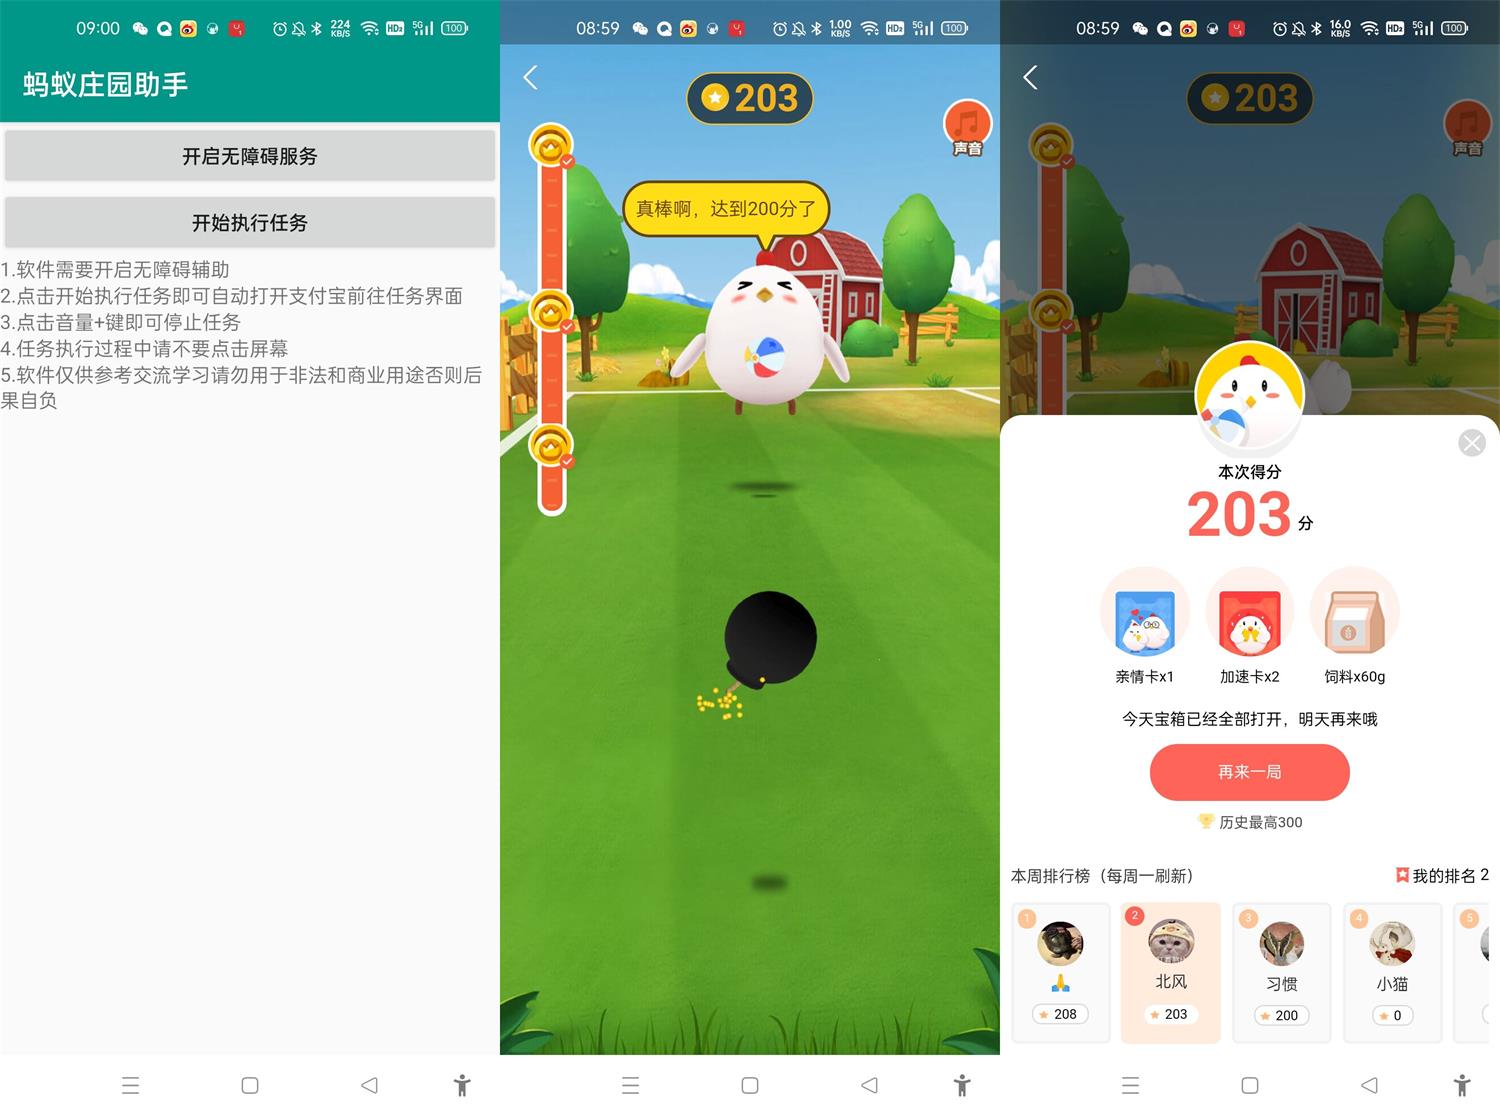 09:00
224
KB/S
HD2
5G
100
蚂蚁庄园助手
开启无障碍服务
开始执行任务
1.软件需要开启无障碍辅助
2.点击开始执行任务即可自动打开支付宝前往任务界面
3.点击音量+键即可停止任务
4.任务执行过程中请不要点击屏幕
5.软件仅供参考交流学习请勿用于非法和商业用途否则后
果自负
08:59
1.00
KB/S
HD2
5G
100
203
声音
真棒啊，达到200分了
08:59
16.0
KB/S
HD2
5G
100
203
声音
本次得分
203 分
亲情卡x1
加速卡x2
饲料x60g
今天宝箱已经全部打开，明天再来哦
再来一局
历史最高300
本周排行榜（每周一刷新）
我的排名 2
1
2
3
4
5
北风
习惯
小猫
208
203
200
0